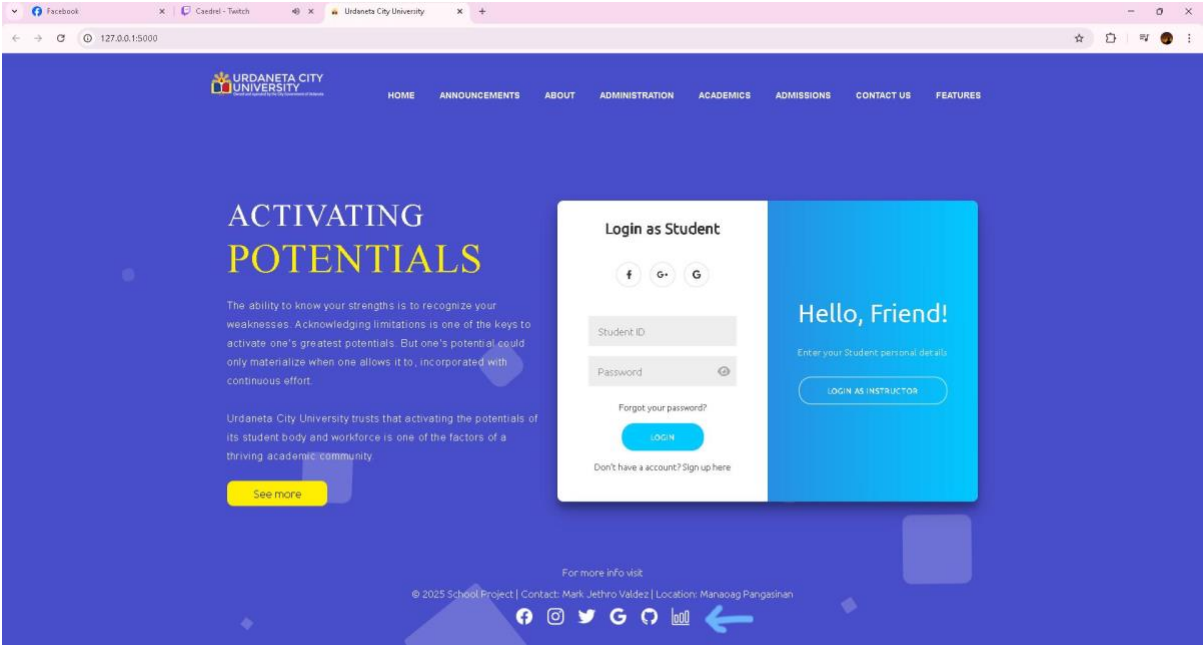 Facebook
Caedrel - Twitch
Urdaneta City University
127.0.0.1:5000
URDANETA CITY
UNIVERSITY
HOME ANNOUNCEMENTS ABOUT ADMINISTRATION ACADEMICS ADMISSIONS CONTACT US FEATURES
ACTIVATING
POTENTIALS
The ability to know your strengths is to recognize your
weaknesses. Acknowledging limitations is one of the keys to
activate one's greatest potentials. But one's potential could
only materialize when one allows it to, incorporated with
continuous effort.
Urdaneta City University trusts that activating the potentials of
its student body and workforce is one of the factors of a
thriving academic community.
See more
Login as Student
f G+ G
Student ID
Password
Forgot your password?
LOGIN
Don't have a account? Sign up here
Hello, Friend!
Enter your Student personal details
LOGIN AS INSTRUCTOR
For more info visit
© 2025 School Project | Contact: Mark Jethro Valdez | Location: Manaoag Pangasinan